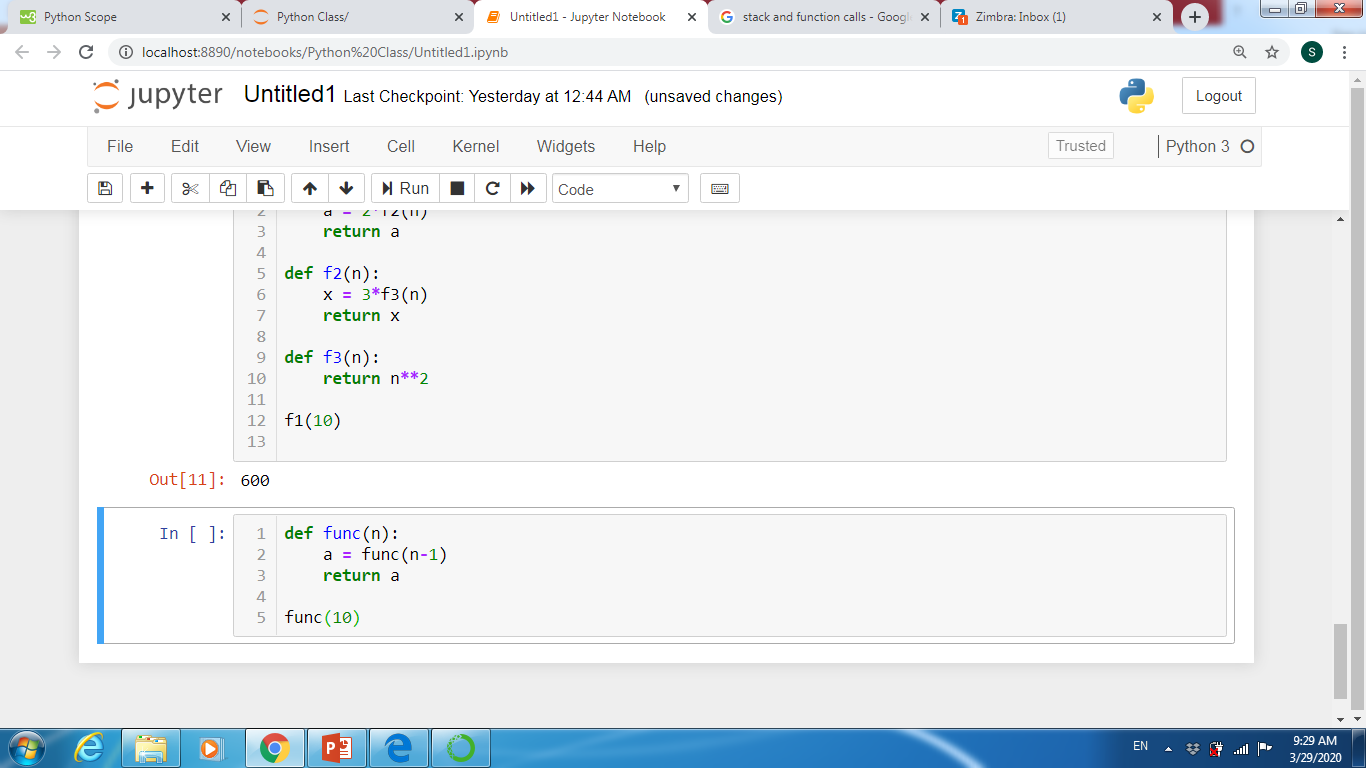 Python Scope
Python Class/
Untitled1 - Jupyter Notebook
stack and function calls - Googl
Zimbra: Inbox (1)
localhost:8890/notebooks/Python%20Class/Untitled1.ipynb
S
jupyter Untitled1 Last Checkpoint: Yesterday at 12:44 AM (unsaved changes)
Logout
File Edit View Insert Cell Kernel Widgets Help
Trusted
Python 3
Run
Code
2 a = 2*f2(n)
3 return a
4
5 def f2(n):
6 x = 3*f3(n)
7 return x
8
9 def f3(n):
10 return n**2
11
12 f1(10)
13
Out[11]: 600
In [ ]:
1 def func(n):
2 a = func(n-1)
3 return a
4
5 func(10)
EN
9:29 AM
3/29/2020